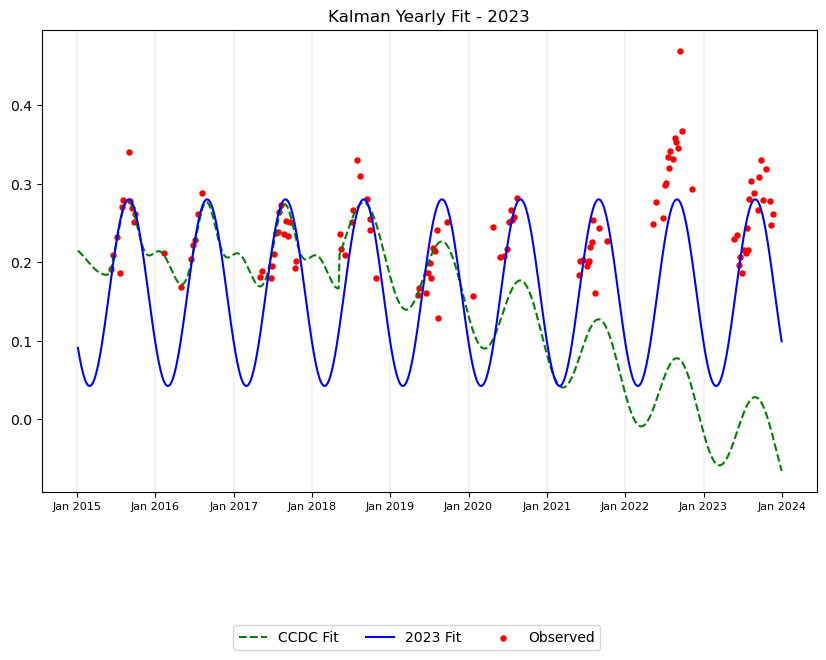 Kalman Yearly Fit - 2023
0.4
0.3
0.2
0.1
0.0
Jan 2015 Jan 2016 Jan 2017 Jan 2018 Jan 2019 Jan 2020 Jan 2021 Jan 2022 Jan 2023 Jan 2024
CCDC Fit 2023 Fit Observed